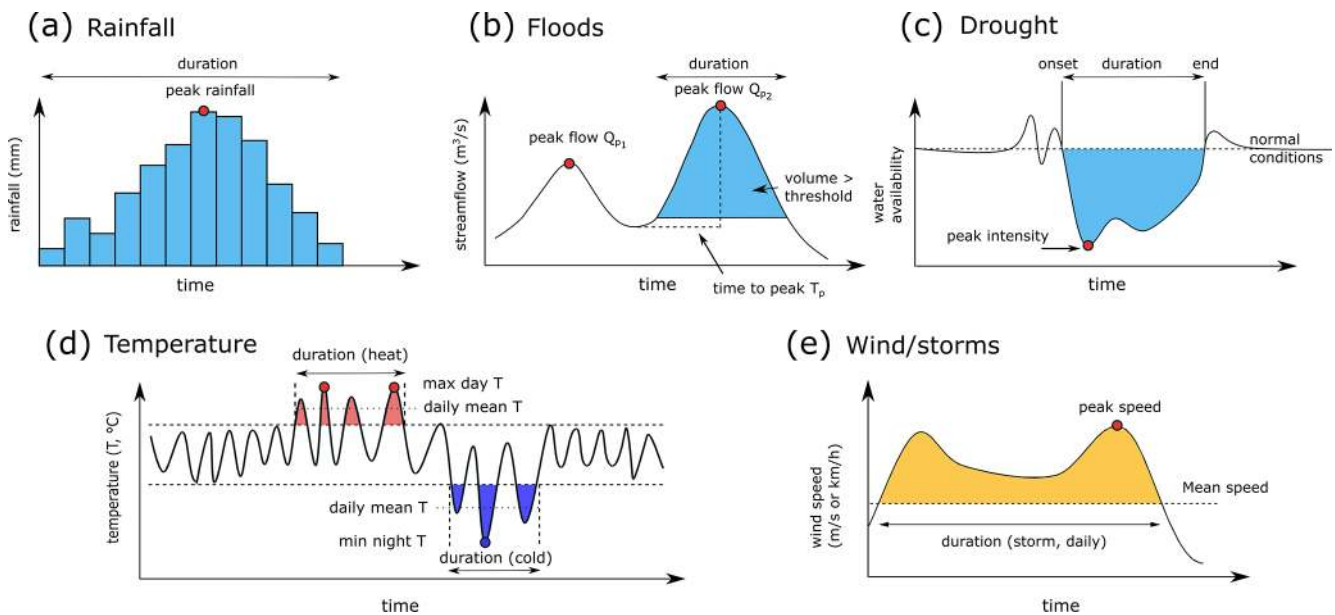 (a) Rainfall
duration
peak rainfall
rainfall (mm)
time
(b) Floods
duration
peak flow Qp2
peak flow Qp1
volume >
threshold
streamflow (m³/s)
time
time to peak Tp
(c) Drought
onset
duration
end
normal
conditions
water
availability
peak intensity
time
(d) Temperature
duration (heat)
max day T
daily mean T
temperature (T, °C)
daily mean T
min night T
duration (cold)
time
(e) Wind/storms
peak speed
Mean speed
wind speed
(m/s or km/h)
duration (storm, daily)
time